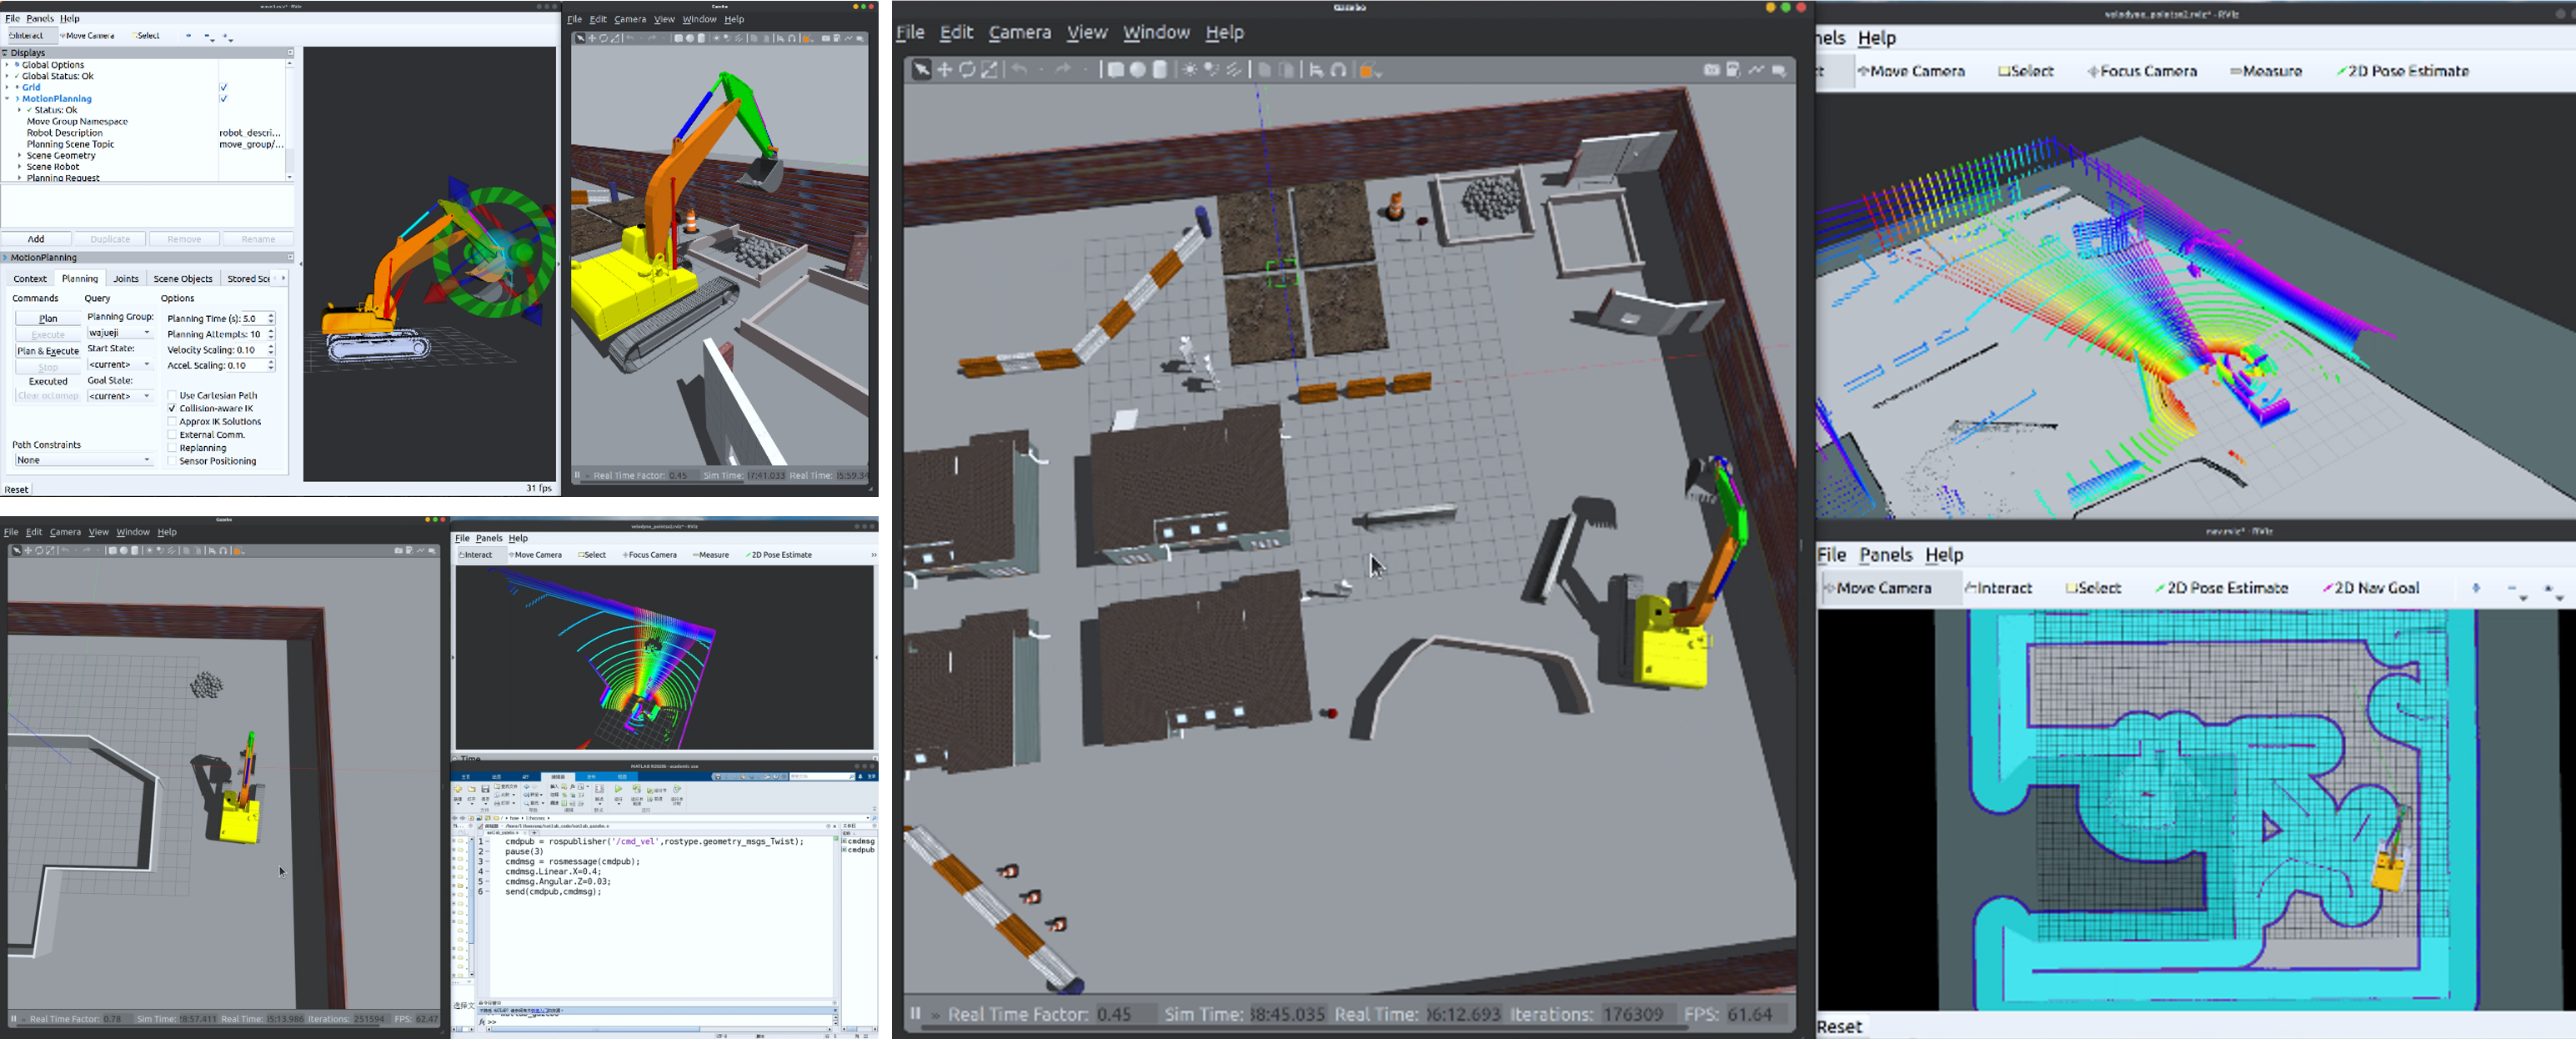 File Panels Help
Interact Move Camera Select
Displays
Global Options
Global Status: Ok
Grid
MotionPlanning
Status: Ok
Move Group Namespace
Robot Description robot_descri...
Planning Scene Topic move_group/...
Scene Geometry
Scene Robot
Planning Request
Add Duplicate Remove Rename
MotionPlanning
Context Planning Joints Scene Objects Stored Sce
Commands Query Options
Plan Planning Group: Planning Time (s): 5.0
Execute wajueji Planning Attempts: 10
Plan & Execute Start State: Velocity Scaling: 0.10
Stop <current> Accel. Scaling: 0.10
Executed Goal State:
Clear octomap <current> Use Cartesian Path
Collision-aware IK
Approx IK Solutions
External Comm.
Path Constraints Replanning
None Sensor Positioning
Reset 31 fps
Gazebo
File Edit Camera View Window Help
Real Time Factor: 0.45 Sim Time: Real Time:
Gazebo
File Edit Camera View Window Help
Real Time Factor: 0.78 Sim Time: Real Time: Iterations: 251594 FPS: 62.47
File Panels Help
Interact Move Camera Select Focus Camera Measure 2D Pose Estimate
Time
1 cmdpub = rospublisher('/cmd_vel',rostype.geometry_msgs_Twist);
2 pause(3)
3 cmdmsg = rosmessage(cmdpub);
4 cmdmsg.Linear.X=0.4;
5 cmdmsg.Angular.Z=0.03;
6 send(cmdpub,cmdmsg);
cmdmsg
cmdpub
fx >>
Gazebo
File Edit Camera View Window Help
Real Time Factor: 0.45 Sim Time: 38:45.035 Real Time: 06:12.693 Iterations: 176309 FPS: 61.64
Help
Move Camera Select Focus Camera Measure 2D Pose Estimate
File Panels Help
Move Camera Interact Select 2D Pose Estimate 2D Nav Goal
Reset